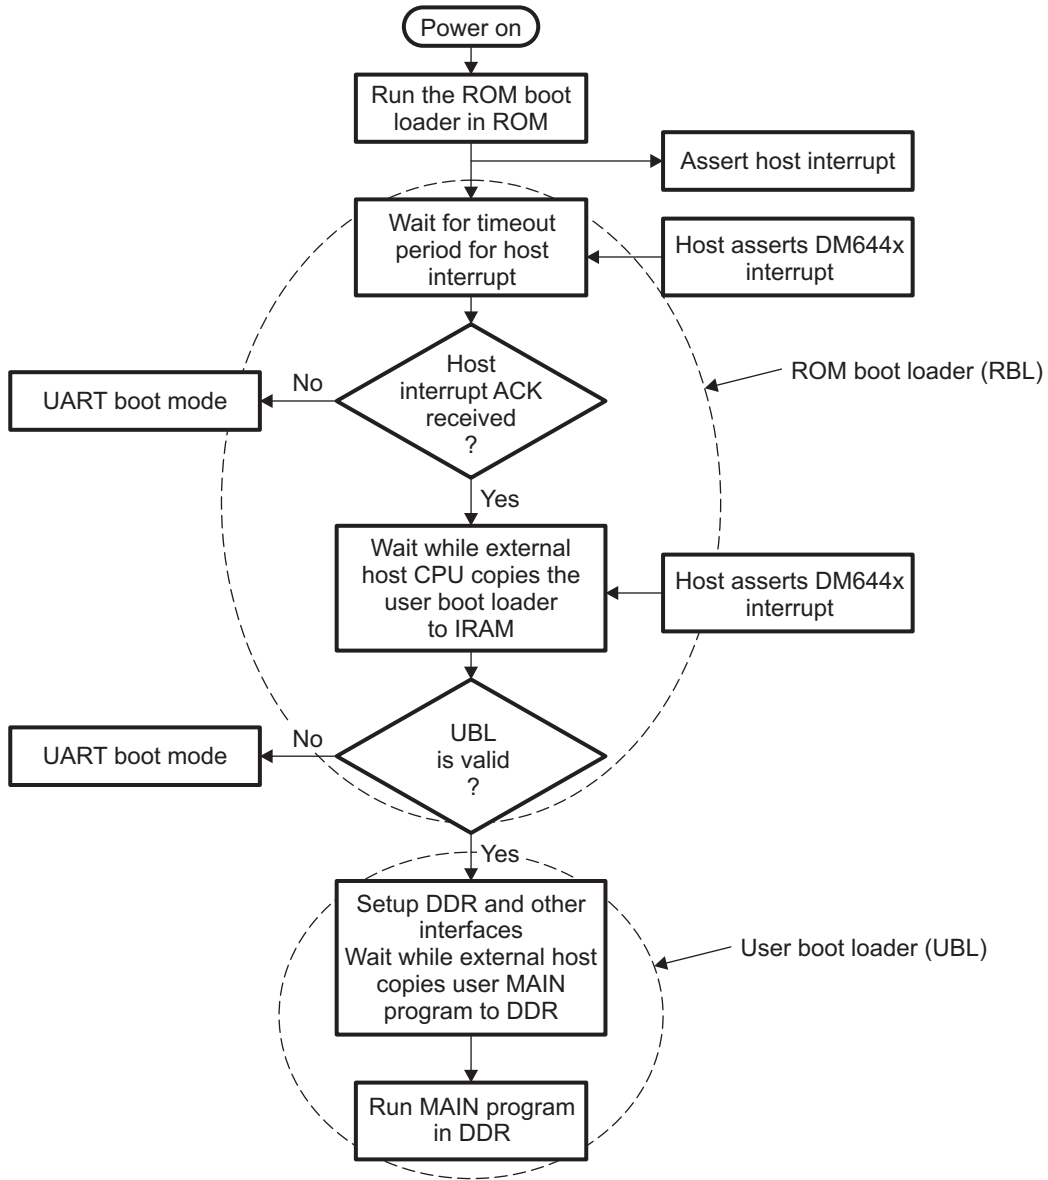 Power on
Run the ROM boot
loader in ROM
Assert host interrupt
Wait for timeout
period for host
interrupt
Host asserts DM644x
interrupt
Host
interrupt ACK
received
?
No
UART boot mode
ROM boot loader (RBL)
Yes
Wait while external
host CPU copies the
user boot loader
to IRAM
Host asserts DM644x
interrupt
UBL
is valid
?
No
UART boot mode
Yes
Setup DDR and other
interfaces
Wait while external host
copies user MAIN
program to DDR
User boot loader (UBL)
Run MAIN program
in DDR